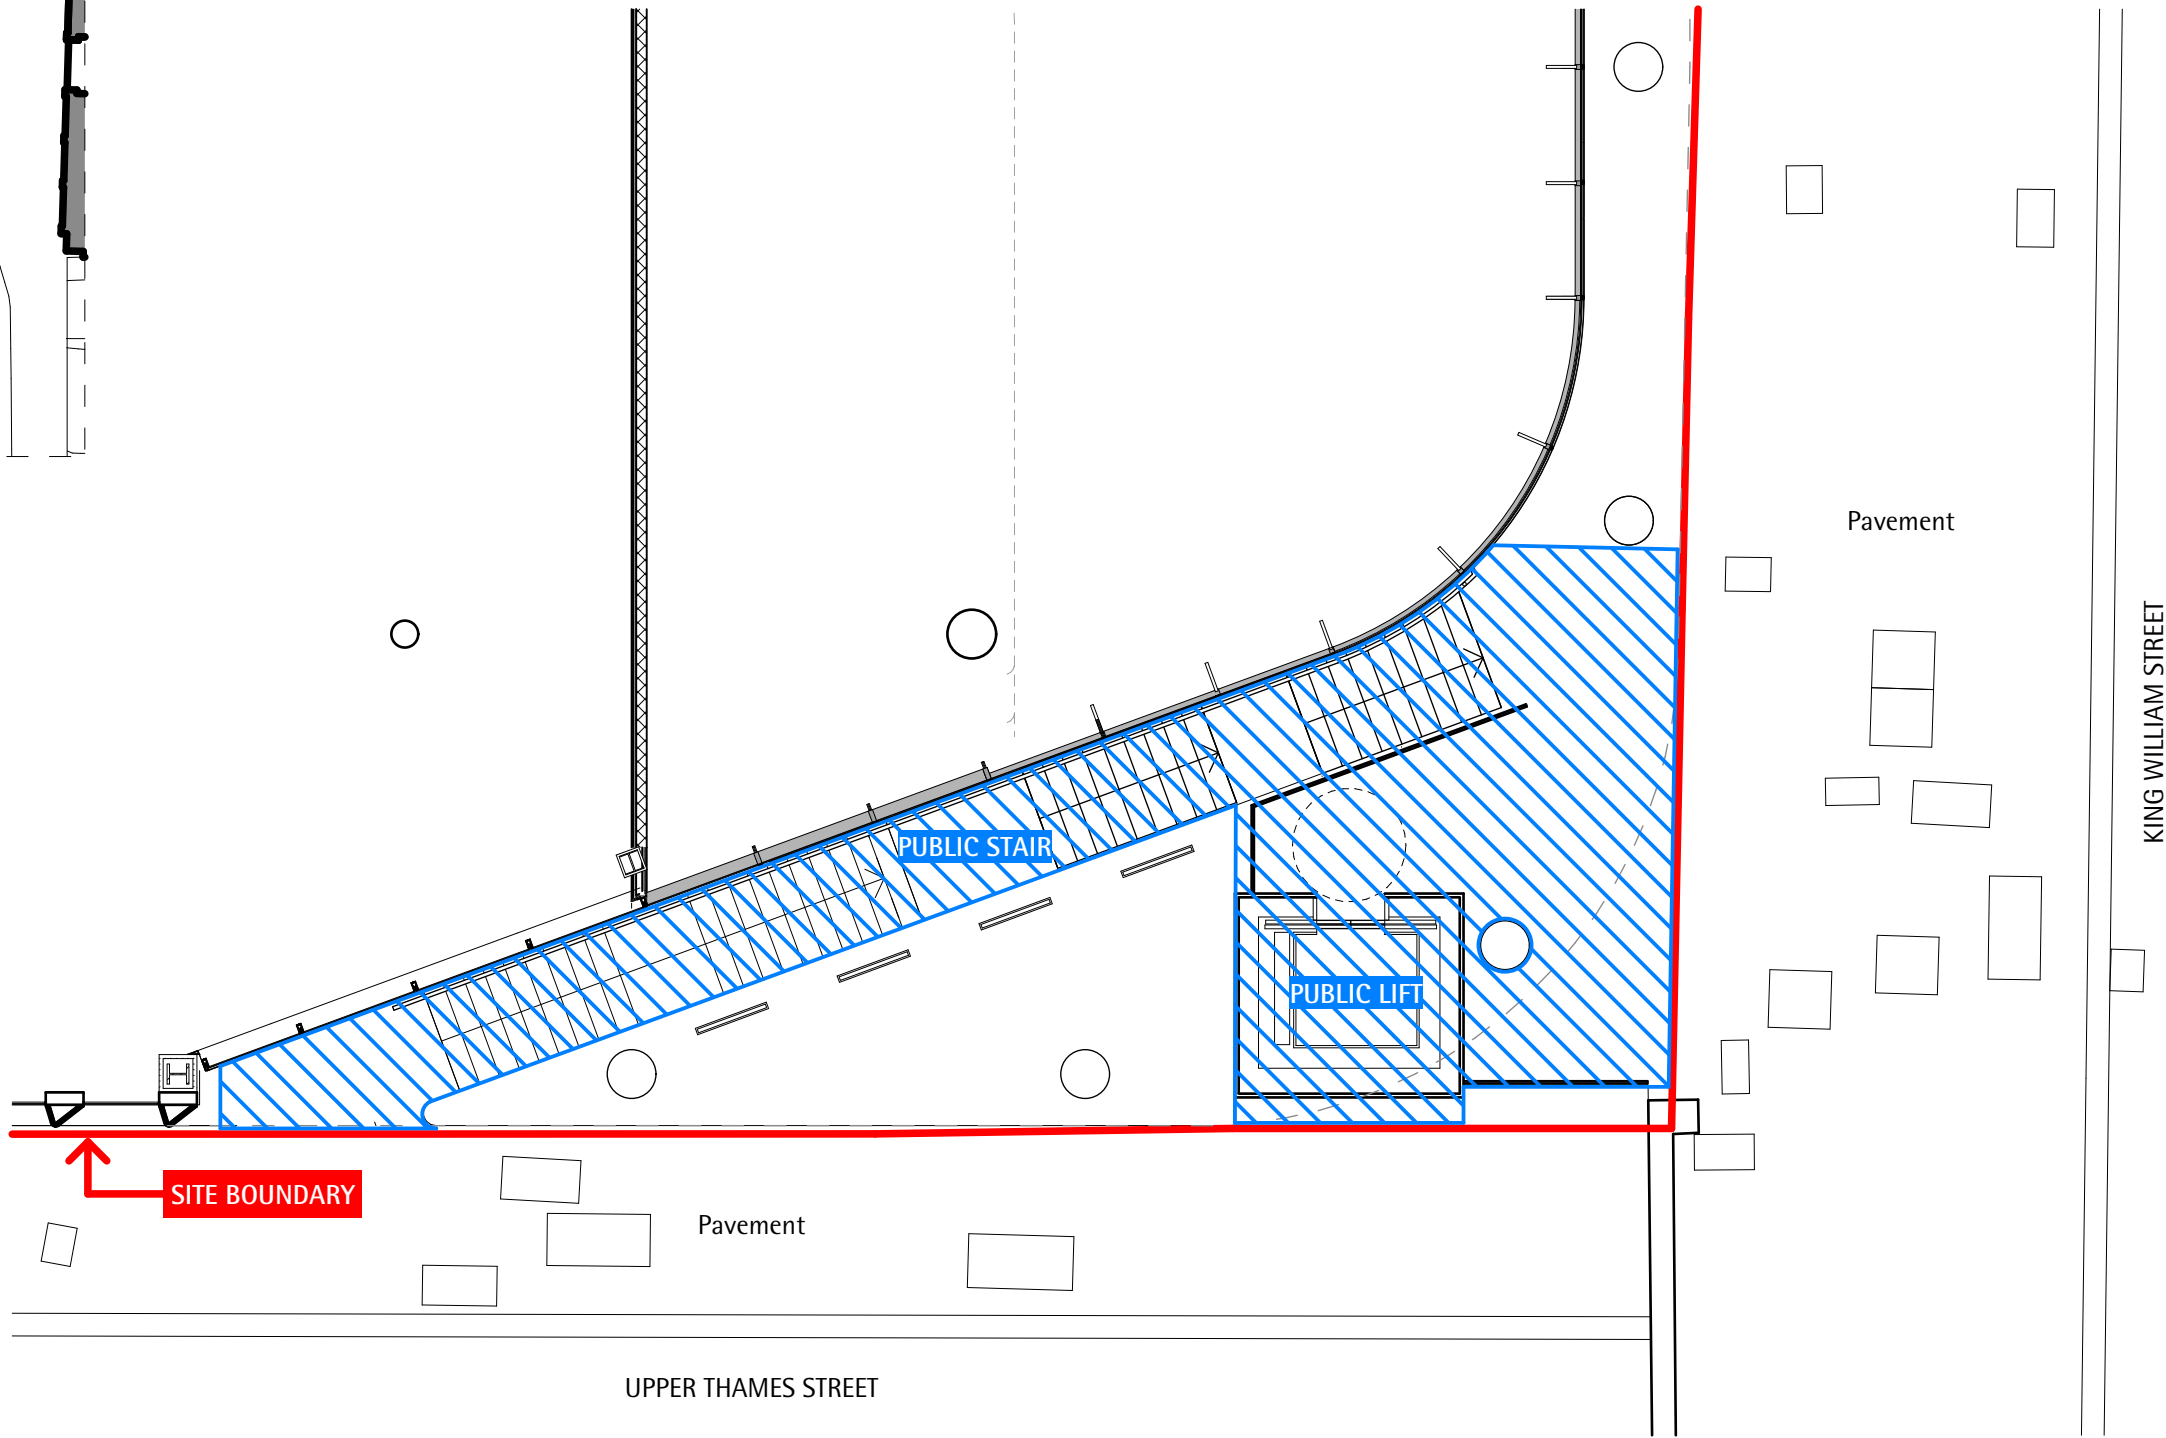 Pavement
KING WILLIAM STREET
PUBLIC STAIR
PUBLIC LIFT
SITE BOUNDARY
Pavement
UPPER THAMES STREET